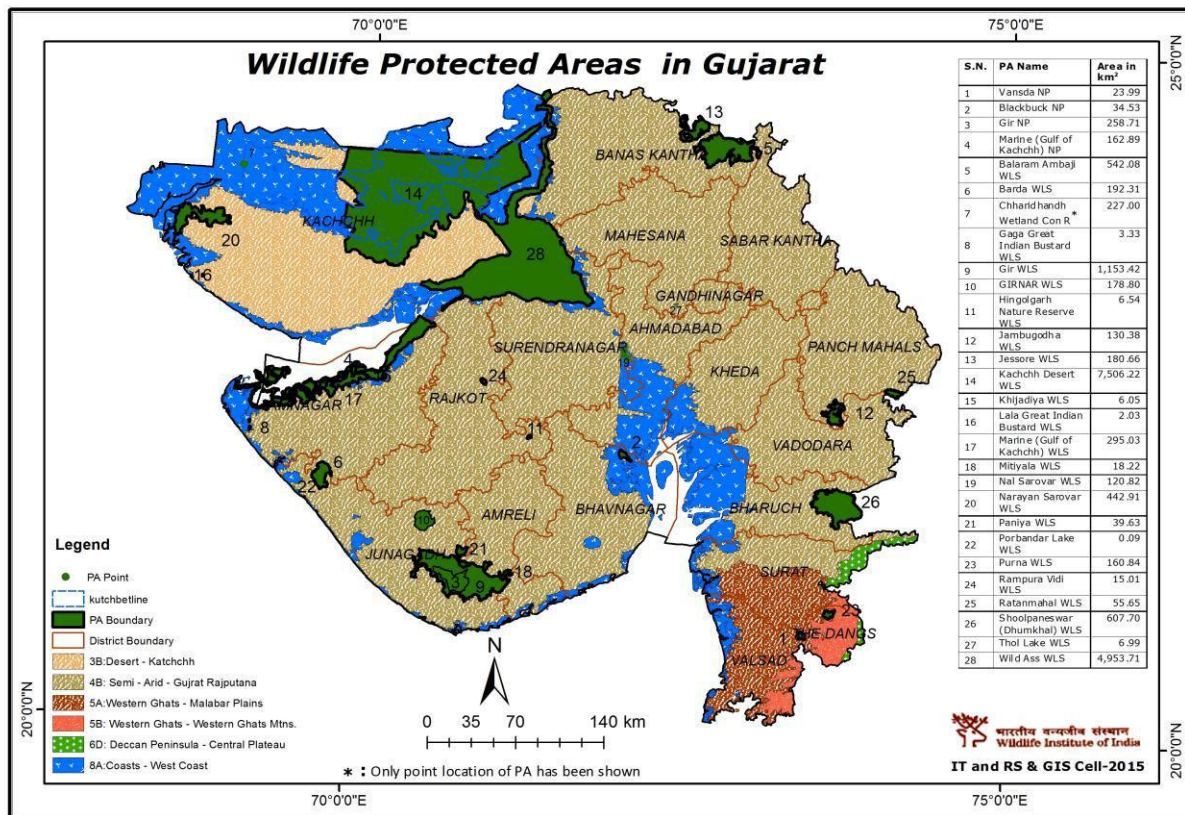 70°0'0"E
75°0'0"E
25°0'0"N
Wildlife Protected Areas in Gujarat
S.N. PA Name Area in km²
1 Vansda NP 23.99
2 Blackbuck NP 34.53
3 Gir NP 258.71
4 Marine (Gulf of Kachchh) NP 162.89
5 Balaram Ambaji WLS 542.08
6 Barda WLS 192.31
7 Chharidhandh Wetland Con R* 227.00
8 Gaga Great Indian Bustard WLS 3.33
9 Gir WLS 1,153.42
10 GIRNAR WLS 178.80
11 Hingolgarh Nature Reserve WLS 6.54
12 Jambugodha WLS 130.38
13 Jessore WLS 180.66
14 Kachchh Desert WLS 7,506.22
15 Khijadiya WLS 6.05
16 Lala Great Indian Bustard WLS 2.03
17 Marine (Gulf of Kachchh) WLS 295.03
18 Mitiyala WLS 18.22
19 Nal Sarovar WLS 120.82
20 Narayan Sarovar WLS 442.91
21 Paniya WLS 39.63
22 Porbandar Lake WLS 0.09
23 Purna WLS 160.84
24 Rampura Vidi WLS 15.01
25 Ratanmahal WLS 55.65
26 Shoolpaneswar (Dhumkhal) WLS 607.70
27 Thol Lake WLS 6.99
28 Wild Ass WLS 4,953.71
13
5
BANAS KANTHA
7
14
KACHCHH
20
16
28
MAHESANA
SABAR KANTHA
GANDHINAGAR
27
AHMADABAD
SURENDRANAGAR
PANCH MAHALS
KHEDA
19
4
17
24
RAJKOT
25
12
8
11
2
VADODARA
6
22
AMRELI
BHAVNAGAR
BHARUCH
26
10
JUNAGADH
21
3
9
18
SURAT
23
1
THE DANGS
VALSAD
Legend
PA Point
kutchbetline
PA Boundary
District Boundary
3B:Desert - Katchchh
4B: Semi - Arid - Gujrat Rajputana
5A:Western Ghats - Malabar Plains
5B: Western Ghats - Western Ghats Mtns.
6D: Deccan Peninsula - Central Plateau
8A:Coasts - West Coast
N
0 35 70 140 km
* : Only point location of PA has been shown
भारतीय वन्यजीव संस्थान
Wildlife Institute of India
IT and RS & GIS Cell-2015
20°0'0"N
20°0'0"N
70°0'0"E
75°0'0"E
25°0'0"N